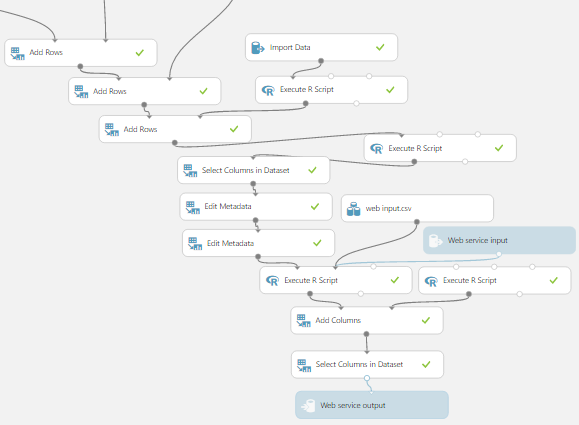 Add Rows
Import Data
Add Rows
Execute R Script
Add Rows
Execute R Script
Select Columns in Dataset
Edit Metadata
web input.csv
Edit Metadata
Web service input
Execute R Script
Execute R Script
Add Columns
Select Columns in Dataset
Web service output